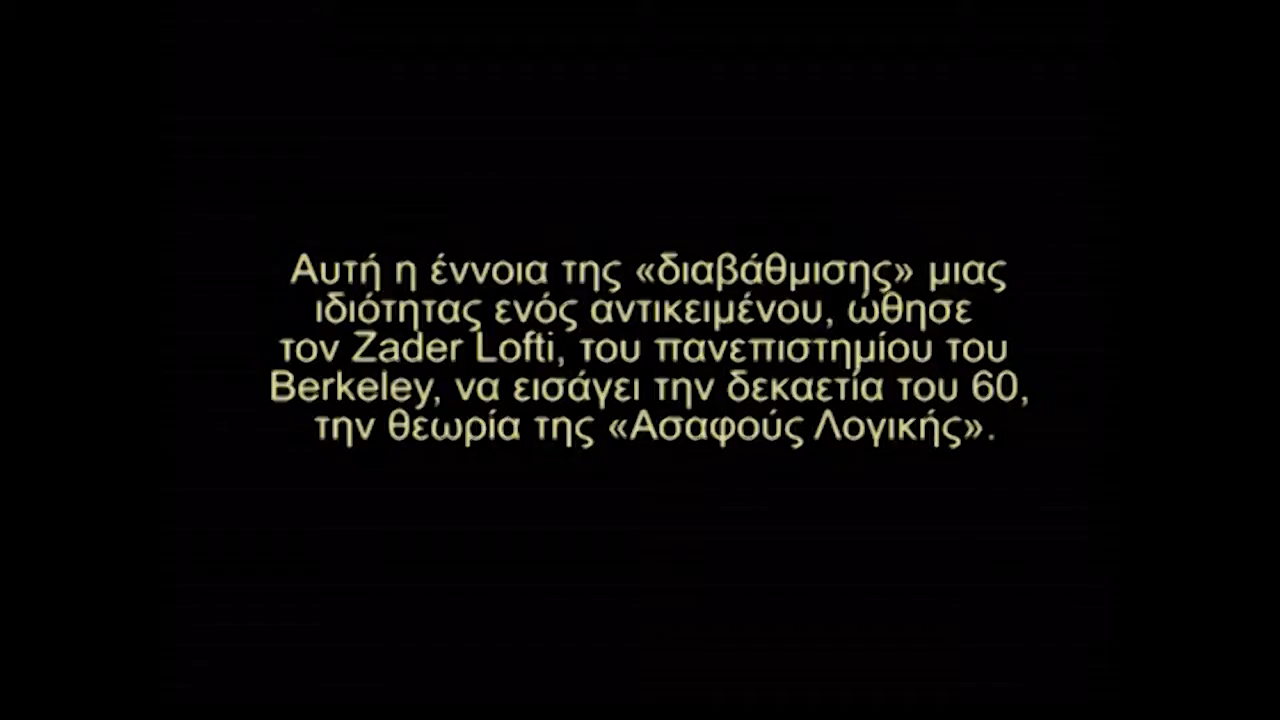 Αυτή η έννοια της «διαβάθμισης» μιας
ιδιότητας ενός αντικειμένου, ώθησε
τον Zader Lofti, του πανεπιστημίου του
Berkeley, να εισάγει την δεκαετία του 60,
την θεωρία της «Ασαφούς Λογικής».